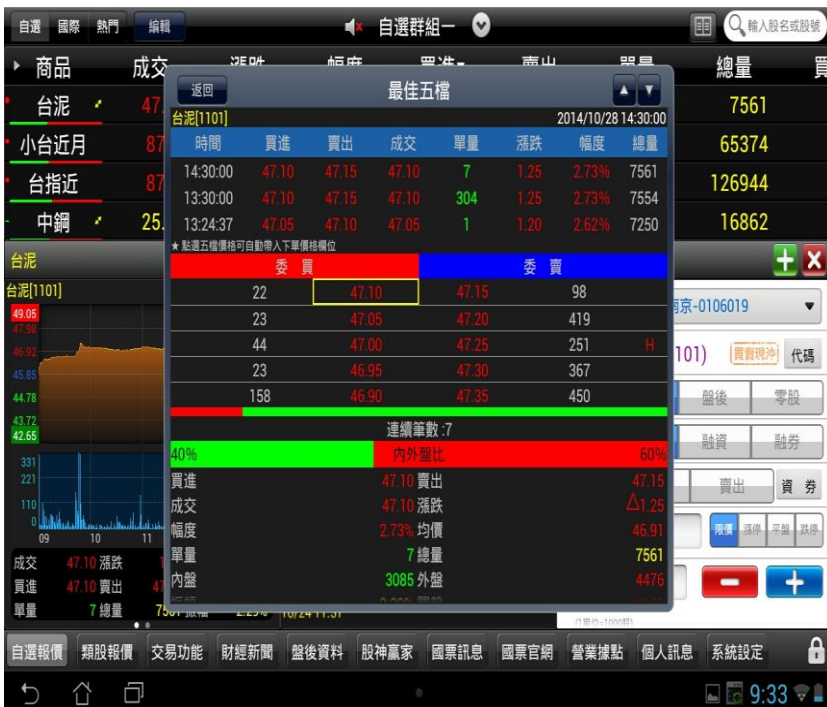 自選 國際 熱門 編輯 自選群組一 輸入股名或股號
商品 成交 總量
台泥 47. 7561
小台近月 87 65374
台指近 87 126944
中鋼 25. 16862
返回 最佳五檔
台泥[1101] 2014/10/28 14:30:00
時間 買進 賣出 成交 單量 漲跌 幅度 總量
14:30:00 47.10 47.15 47.10 7 1.25 2.73% 7561
13:30:00 47.10 47.15 47.10 304 1.25 2.73% 7554
13:24:37 47.05 47.10 47.05 1 1.20 2.62% 7250
★ 點選五檔價格可自動帶入下單價格欄位
委 買 委 賣
22 47.10 47.15 98
23 47.05 47.20 419
44 47.00 47.25 251 H
23 46.95 47.30 367
158 46.90 47.35 450
連續筆數 :7
40% 內外盤比 60%
買進 47.10 賣出 47.15
成交 47.10 漲跌 △1.25
幅度 2.73% 均價 46.91
單量 7 總量 7561
內盤 3085 外盤 4476
台泥
台泥[1101]
49.05
47.98
46.92
45.85
44.78
43.72
42.65
331
221
110
0
09 10 11
成交 47.10 漲跌 1
買進 47.10 賣出 47
單量 7 總量
南京-0106019
101) 買賣現沖 代碼
盤後 零股
融資 融券
賣出 資 券
限價 漲停 平盤 跌停
(1單位=1000股)
自選報價 類股報價 交易功能 財經新聞 盤後資料 股神贏家 國票訊息 國票官網 營業據點 個人訊息 系統設定
9:33